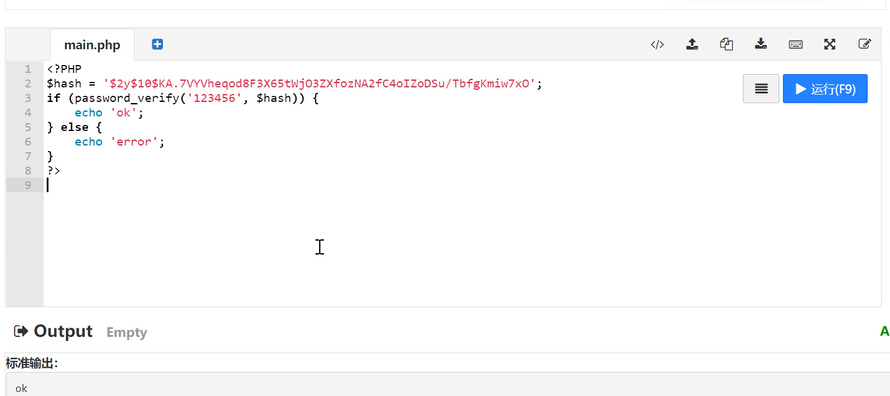 main.php
1 <?PHP
2 $hash = '$2y$10$KA.7VYVheqod8F3X65tWjO3ZXfozNA2fC4oIZoDSu/TbfgKmiw7xO';
3 if (password_verify('123456', $hash)) {
4 echo 'ok';
5 } else {
6 echo 'error';
7 }
8 ?>
9
运行(F9)
Output Empty
A
标准输出:
ok